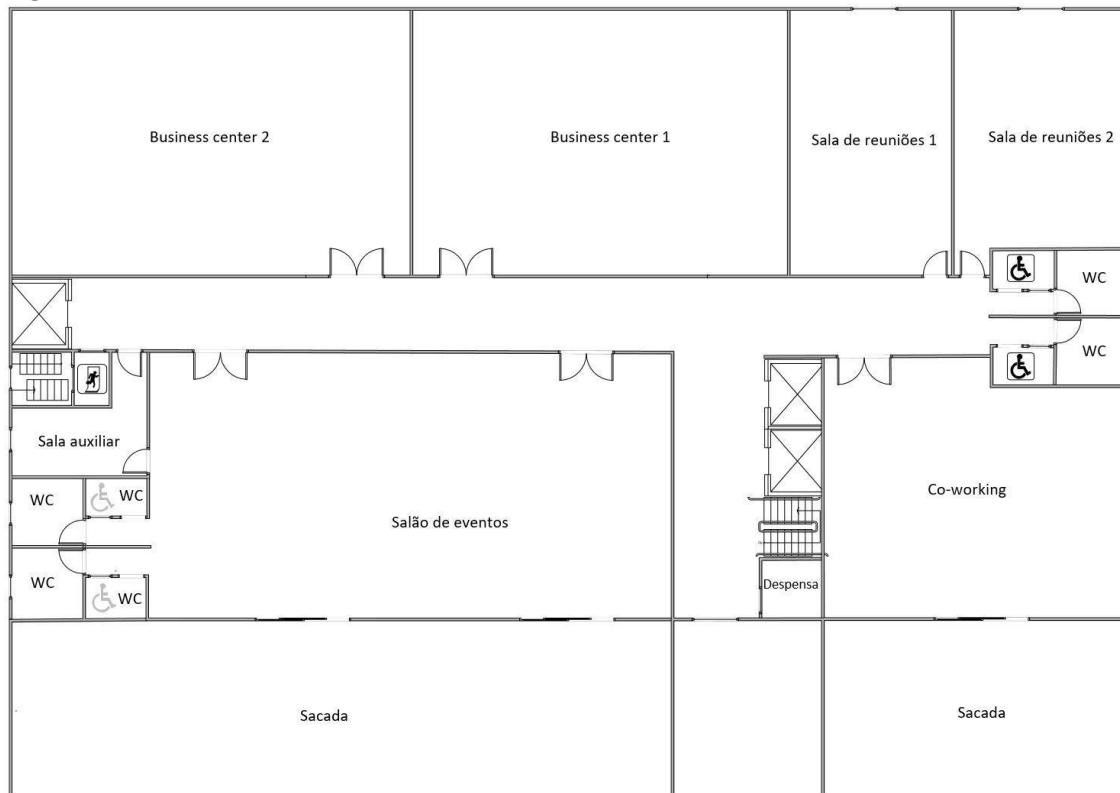 Business center 2
Business center 1
Sala de reuniões 1
Sala de reuniões 2
WC
WC
Sala auxiliar
WC
WC
Salão de eventos
Co-working
WC
WC
Despensa
Sacada
Sacada